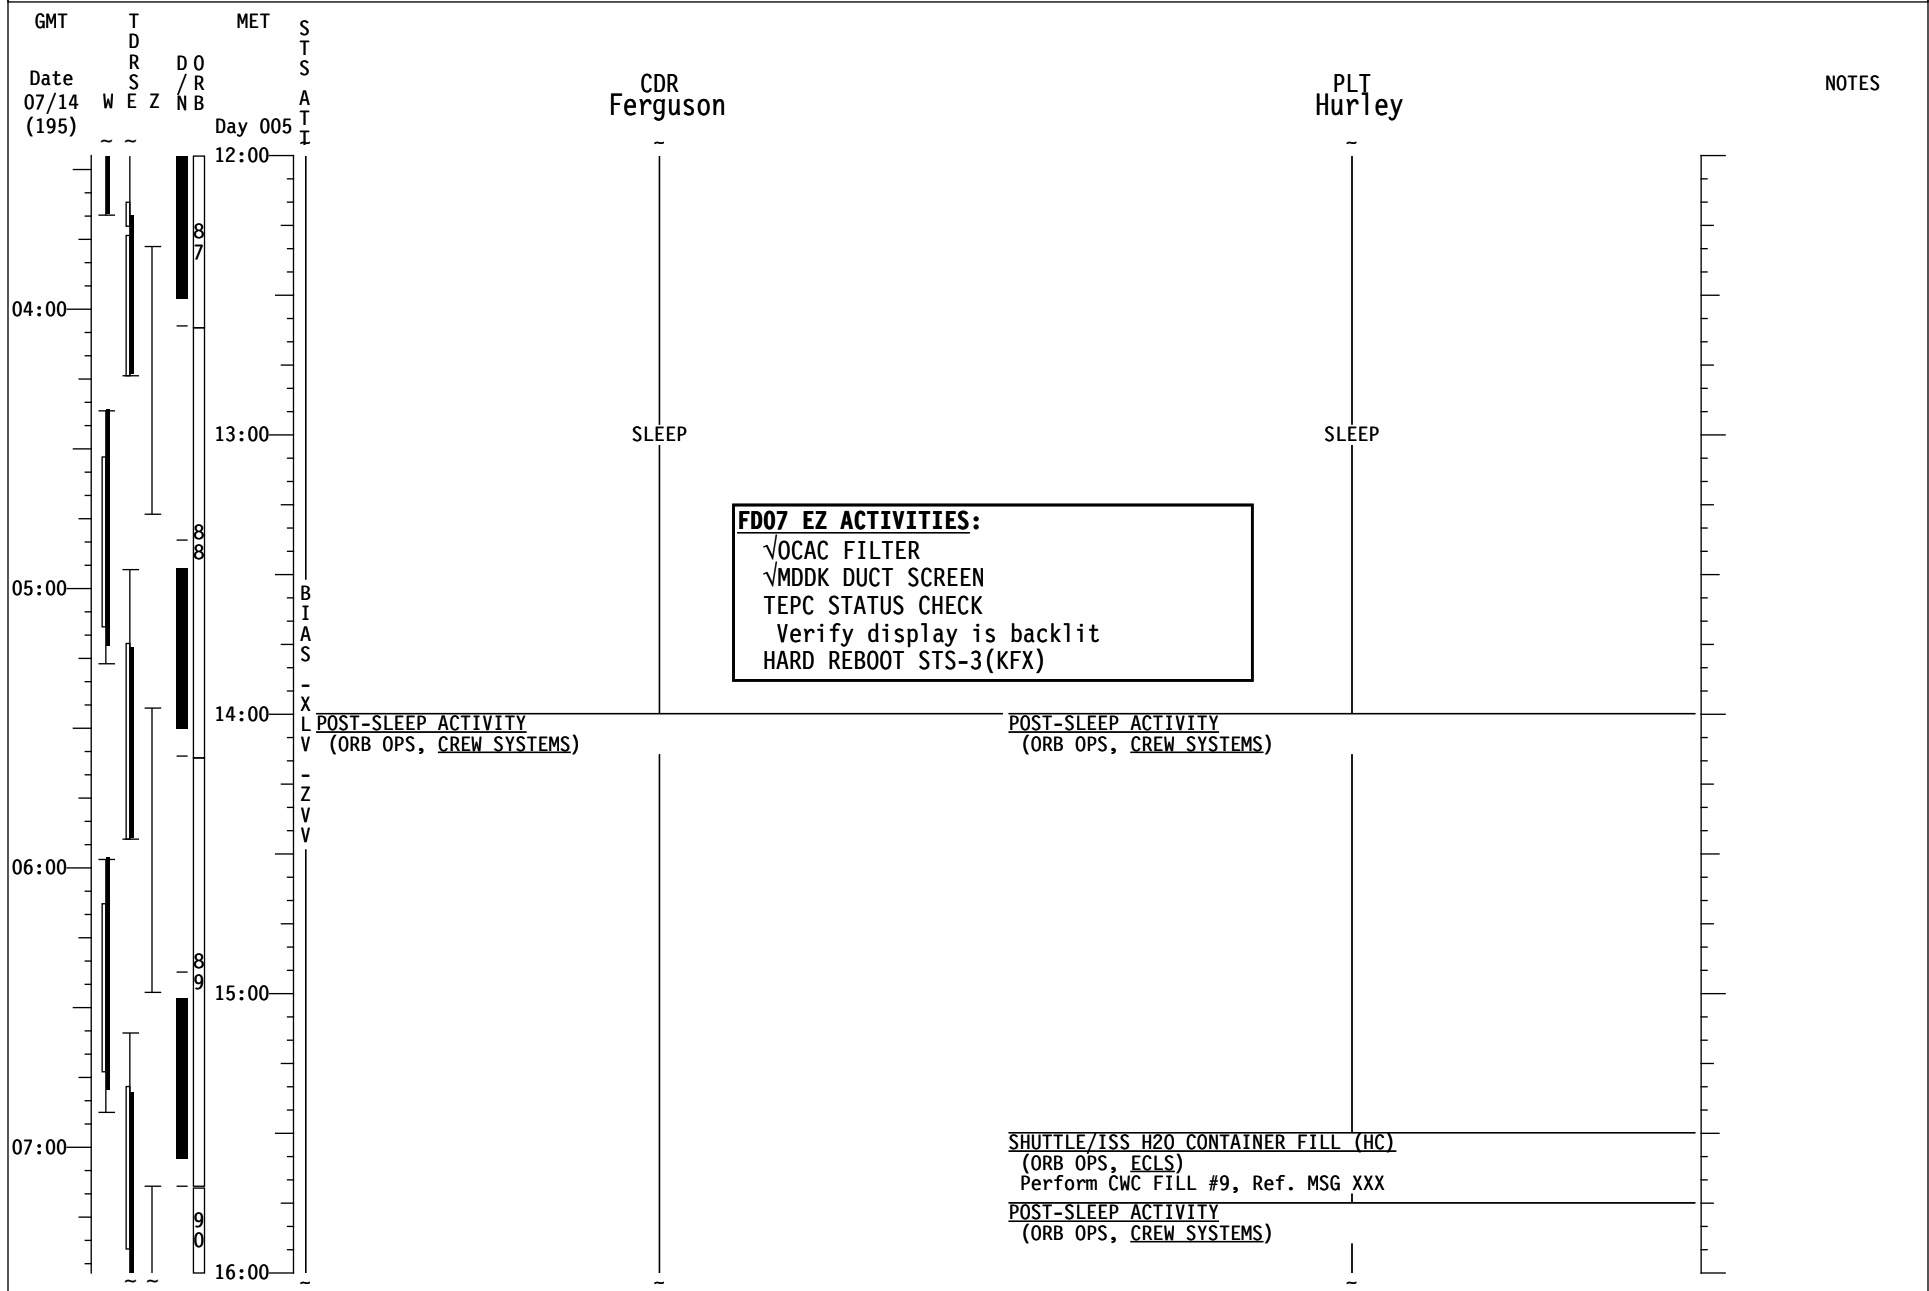 GMT
TDRS
MET
STS ATT
Date
07/14
(195)
W E Z
D/N
ORB
Day 005
CDR
Ferguson
PLT
Hurley
NOTES
~ ~ ~ ~ ~
12:00
87
04:00
13:00
SLEEP
SLEEP
FD07 EZ ACTIVITIES:
√OCAC FILTER
√MDDK DUCT SCREEN
TEPC STATUS CHECK
Verify display is backlit
HARD REBOOT STS-3(KFX)
88
05:00
BIAS -XLV -ZVV
14:00
POST-SLEEP ACTIVITY
(ORB OPS, CREW SYSTEMS)
POST-SLEEP ACTIVITY
(ORB OPS, CREW SYSTEMS)
06:00
89
15:00
07:00
SHUTTLE/ISS H2O CONTAINER FILL (HC)
(ORB OPS, ECLS)
Perform CWC FILL #9, Ref. MSG XXX
POST-SLEEP ACTIVITY
(ORB OPS, CREW SYSTEMS)
90
16:00
~ ~ ~ ~ ~